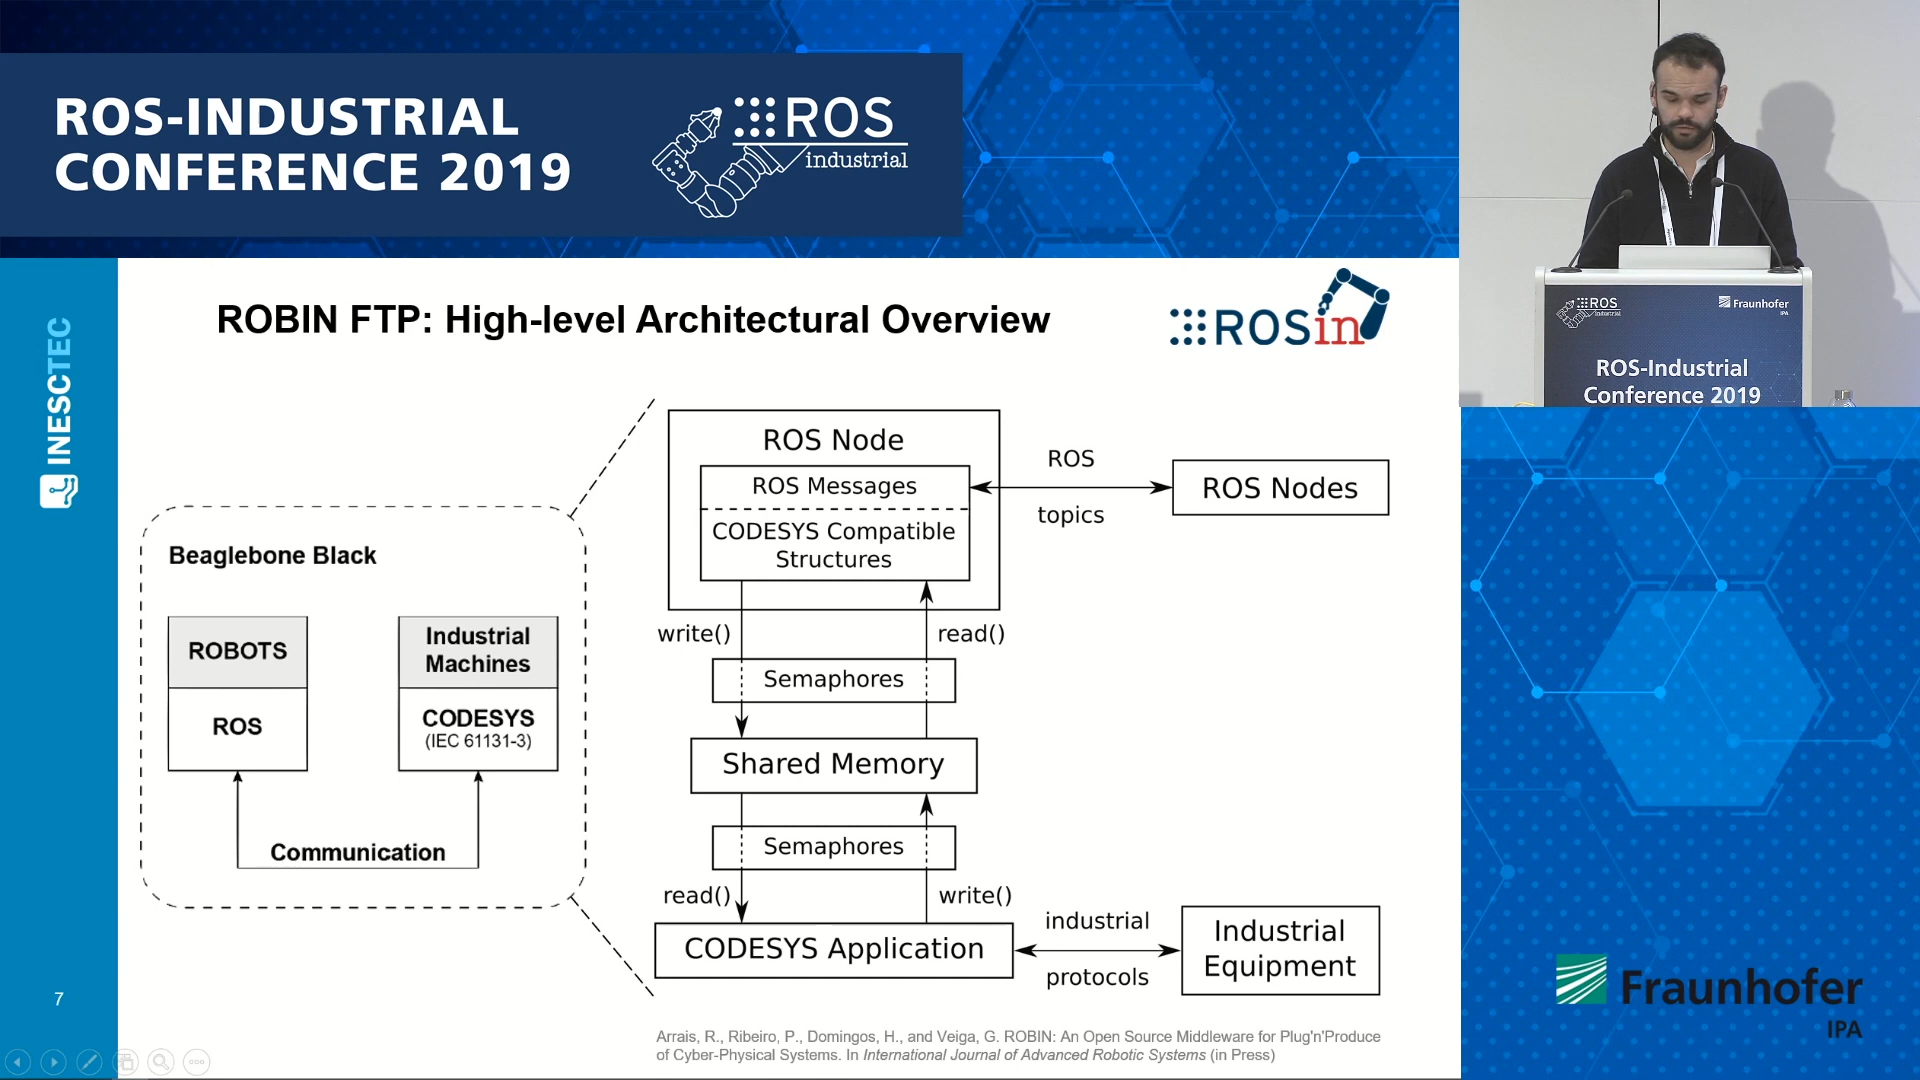 ROS-INDUSTRIAL
CONFERENCE 2019
ROS
industrial
INESCTEC
ROBIN FTP: High-level Architectural Overview
ROSin
Beaglebone Black
ROBOTS
ROS
Industrial
Machines
CODESYS
(IEC 61131-3)
Communication
ROS Node
ROS Messages
CODESYS Compatible
Structures
ROS
topics
ROS Nodes
write()
read()
Semaphores
Shared Memory
Semaphores
read()
write()
CODESYS Application
industrial
protocols
Industrial
Equipment
Arrais, R., Ribeiro, P., Domingos, H., and Veiga, G. ROBIN: An Open Source Middleware for Plug'n'Produce
of Cyber-Physical Systems. In International Journal of Advanced Robotic Systems (in Press)
7
ROS
industrial
Fraunhofer
IPA
ROS-Industrial
Conference 2019
Fraunhofer
IPA